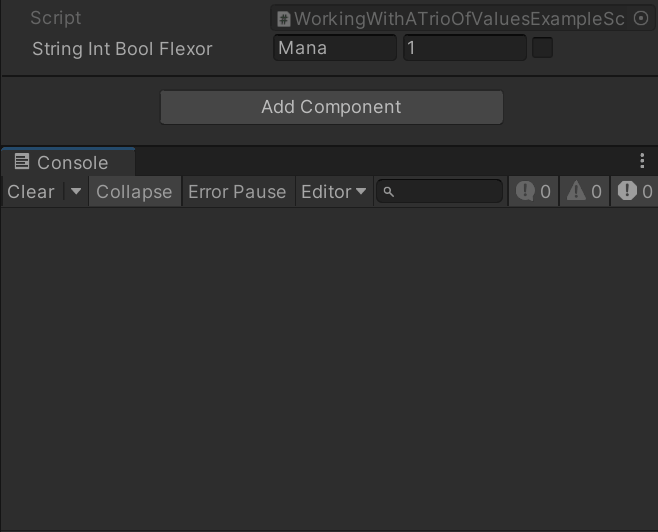 Script WorkingWithATrioOfValuesExampleSc
String Int Bool Flexor Mana 1
Add Component
Console
Clear Collapse Error Pause Editor 0 0 0